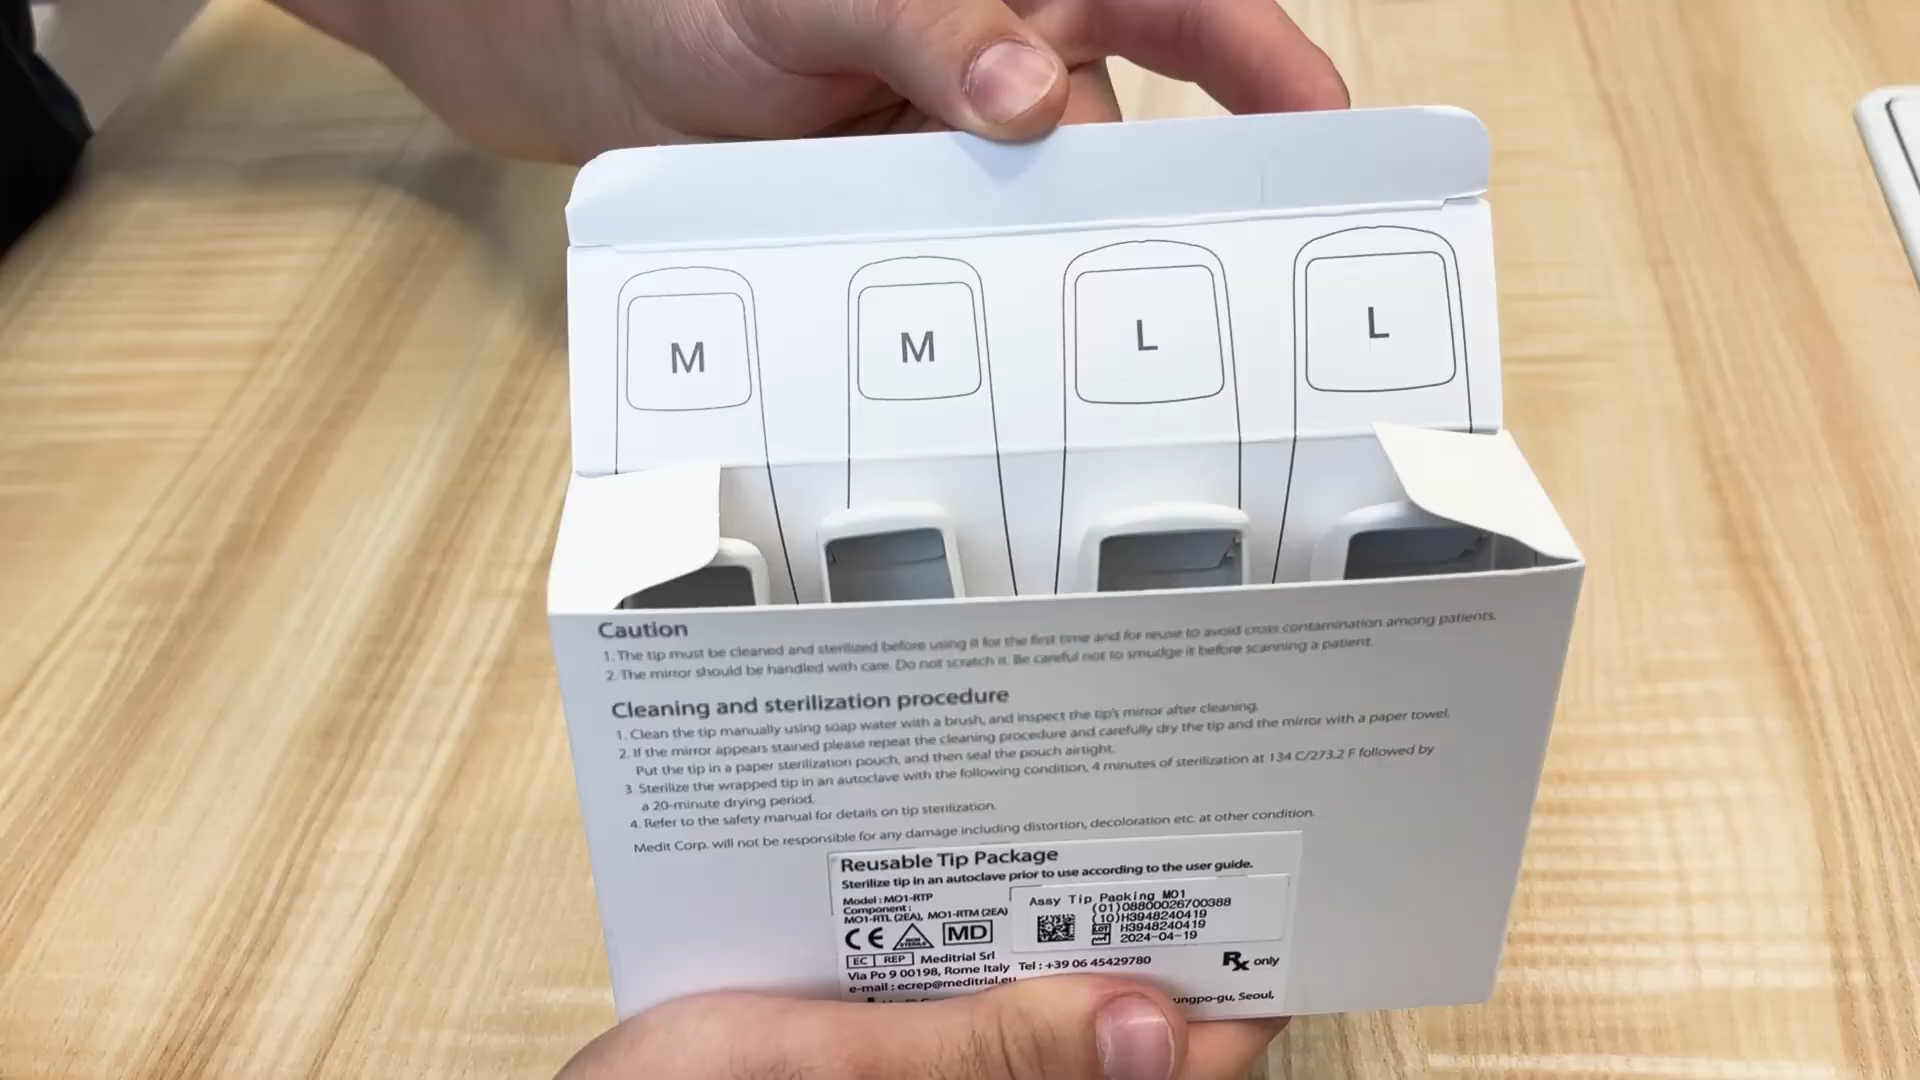 M M L L
Caution
1. The tip must be cleaned and sterilized before using it for the first time and for reuse to avoid cross contamination among patients.
2. The mirror should be handled with care. Do not scratch it. Be careful not to smudge it before scanning a patient.
Cleaning and sterilization procedure
1. Clean the tip manually using soap water with a brush, and inspect the tip's mirror after cleaning.
2. If the mirror appears stained please repeat the cleaning procedure and carefully dry the tip and the mirror with a paper towel.
Put the tip in a paper sterilization pouch, and then seal the pouch airtight.
3. Sterilize the wrapped tip in an autoclave with the following condition, 4 minutes of sterilization at 134 C/273.2 F followed by
a 20-minute drying period.
4. Refer to the safety manual for details on tip sterilization.
Medit Corp. will not be responsible for any damage including distortion, decoloration etc. at other condition.
Reusable Tip Package
Sterilize tip in an autoclave prior to use according to the user guide.
Model : MO1-RTP
Component :
MO1-RTL (2EA), MO1-RTM (2EA)
Assy Tip Packing MO1
(01)08800026700388
(10)H3948240419
LOT H3948240419
2024-04-19
CE NON STERILE MD
EC REP Meditrial Srl
Via Po 9 00198, Rome Italy Tel : +39 06 45429780
e-mail : ecrep@meditrial.eu
Rx only
ungpo-gu, Seoul,